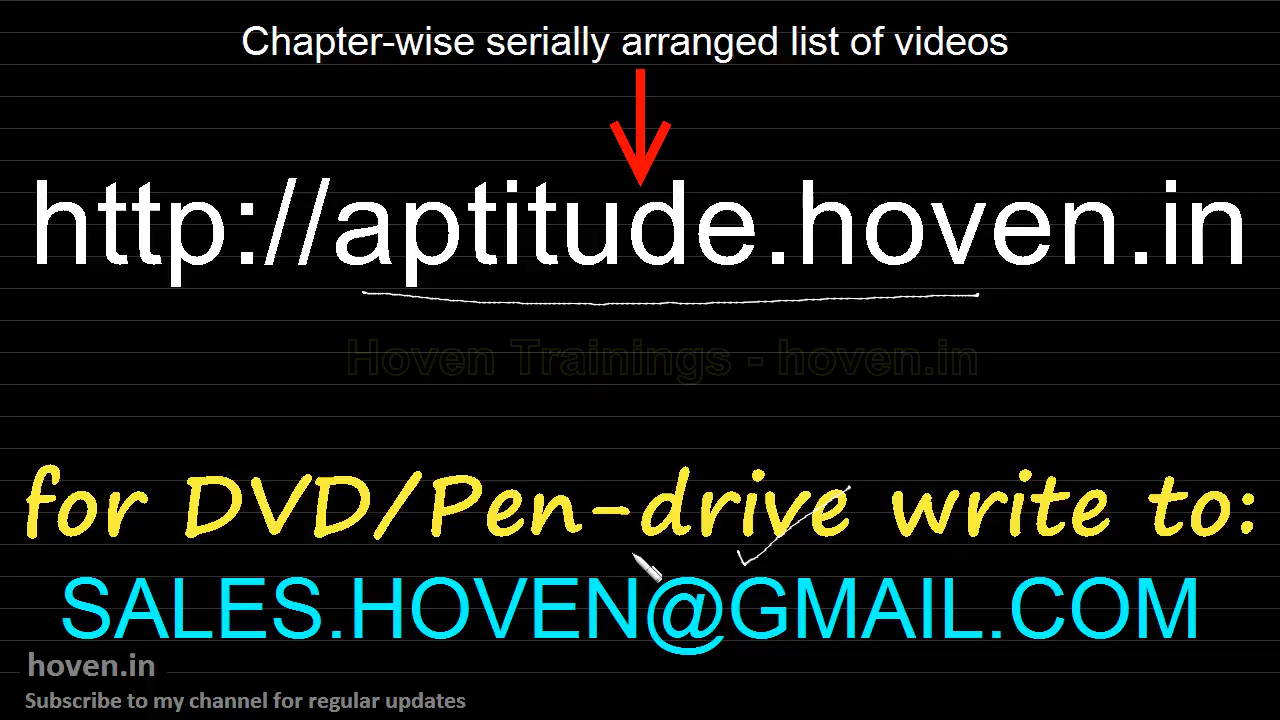 Chapter-wise serially arranged list of videos
http://aptitude.hoven.in
Hoven Trainings - hoven.in
for DVD/Pen-drive write to:
SALES.HOVEN@GMAIL.COM
hoven.in
Subscribe to my channel for regular updates